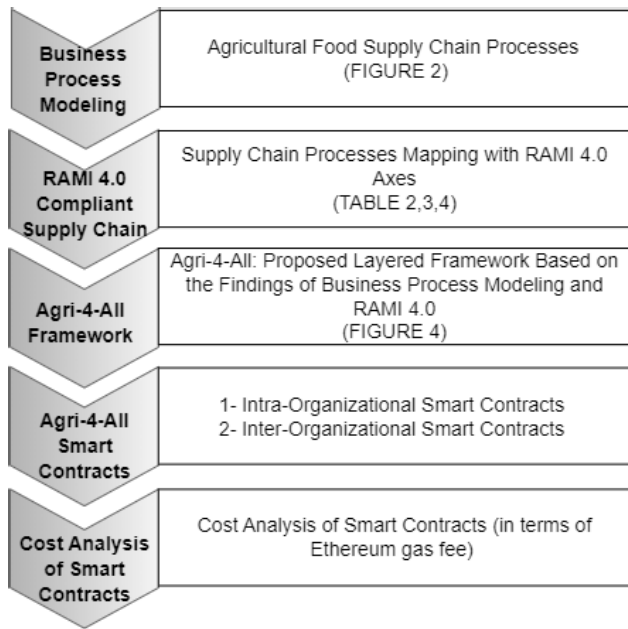 Business
Process
Modeling
Agricultural Food Supply Chain Processes
(FIGURE 2)
RAMI 4.0
Compliant
Supply Chain
Supply Chain Processes Mapping with RAMI 4.0
Axes
(TABLE 2,3,4)
Agri-4-All
Framework
Agri-4-All: Proposed Layered Framework Based on
the Findings of Business Process Modeling and
RAMI 4.0
(FIGURE 4)
Agri-4-All
Smart
Contracts
1- Intra-Organizational Smart Contracts
2- Inter-Organizational Smart Contracts
Cost Analysis
of Smart
Contracts
Cost Analysis of Smart Contracts (in terms of
Ethereum gas fee)